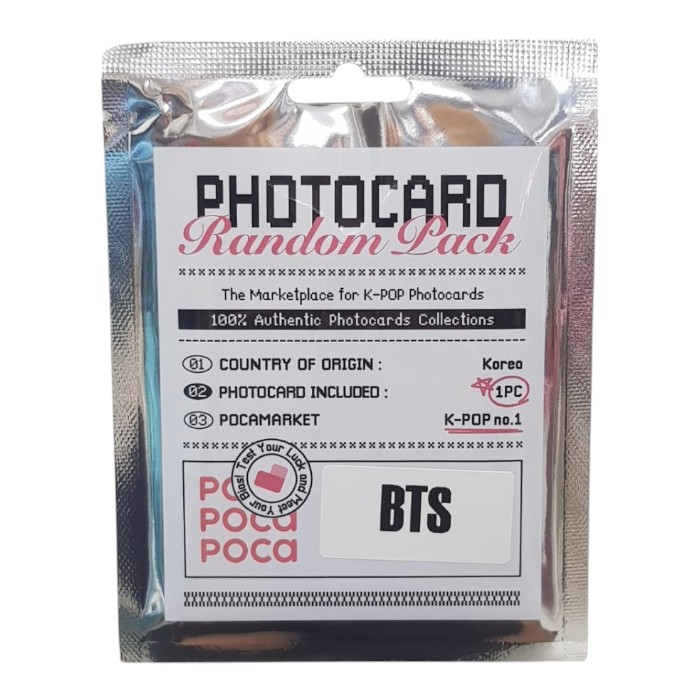 PHOTOCARD
Random Pack
The Marketplace for K-POP Photocards
100% Authentic Photocards Collections
01 COUNTRY OF ORIGIN : Korea
02 PHOTOCARD INCLUDED : 1PC
03 POCAMARKET K-POP no.1
Test Your Luck and Meet Your Bias!
poca
poca
BTS